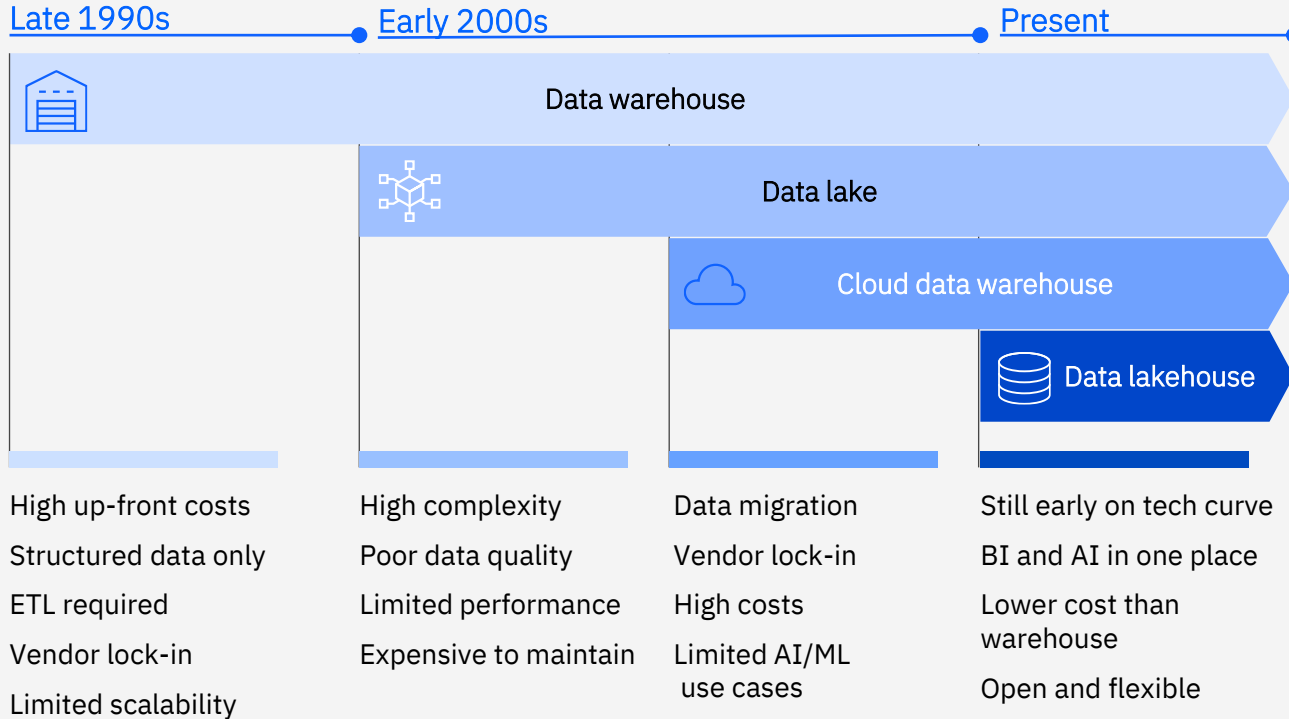 Late 1990s
Early 2000s
Present
Data warehouse
Data lake
Cloud data warehouse
Data lakehouse
High up-front costs
Structured data only
ETL required
Vendor lock-in
Limited scalability
High complexity
Poor data quality
Limited performance
Expensive to maintain
Data migration
Vendor lock-in
High costs
Limited AI/ML
use cases
Still early on tech curve
BI and AI in one place
Lower cost than
warehouse
Open and flexible